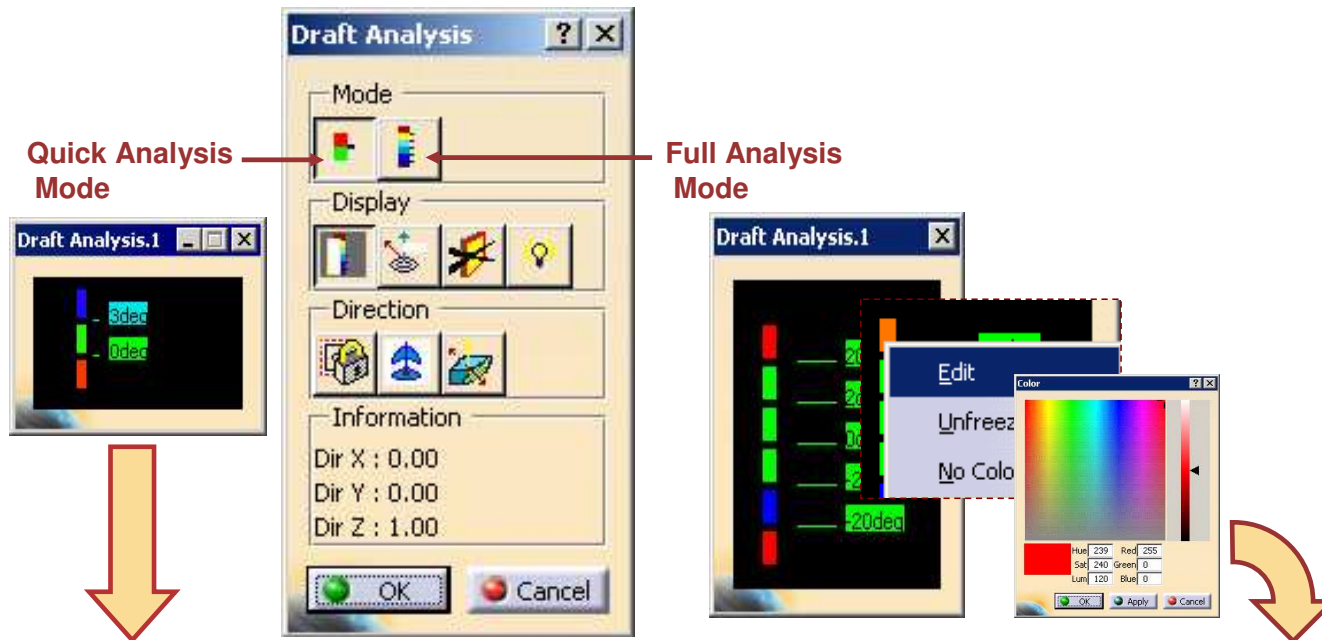 Draft Analysis
Mode
Quick Analysis
Mode
Full Analysis
Mode
Display
Direction
Information
Dir X : 0.00
Dir Y : 0.00
Dir Z : 1.00
OK
Cancel
Draft Analysis.1
3deg
0deg
Draft Analysis.1
-20deg
Edit
No Colo
Color
Hue 239 Red 255
Sat 240 Green 0
Lum 120 Blue 0
OK
Apply
Cancel